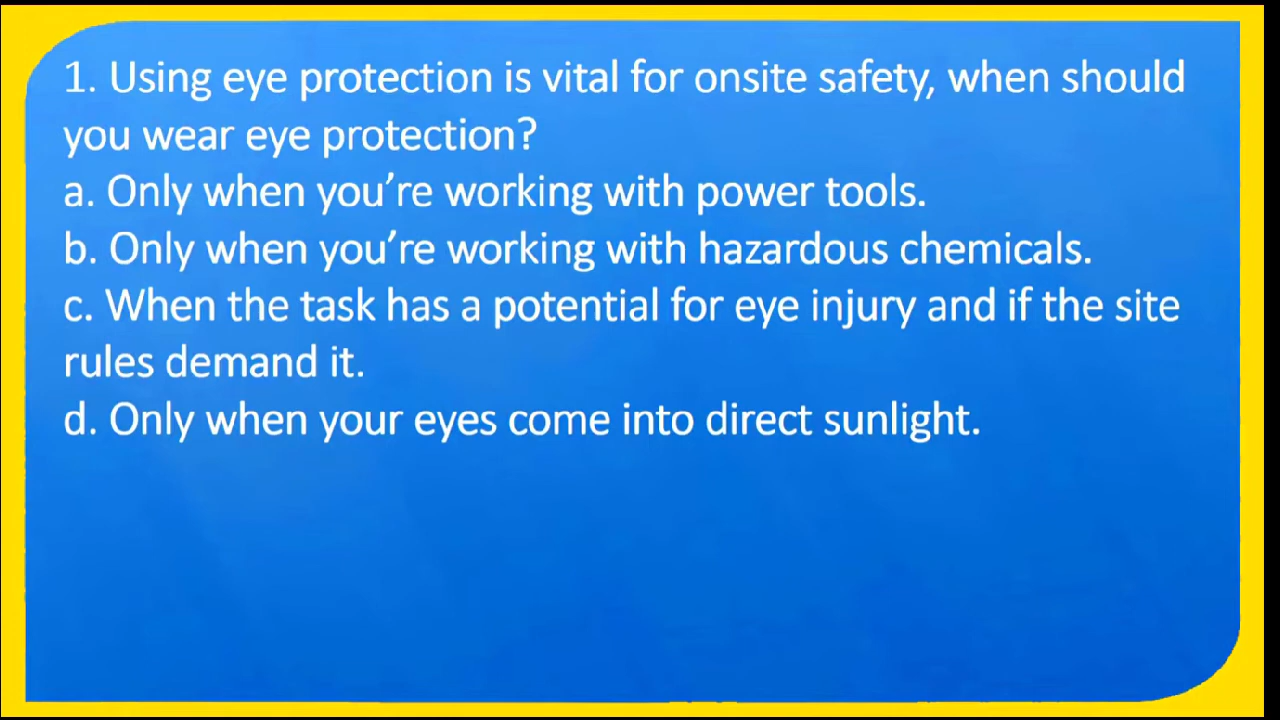 1. Using eye protection is vital for onsite safety, when should
you wear eye protection?
a. Only when you’re working with power tools.
b. Only when you’re working with hazardous chemicals.
c. When the task has a potential for eye injury and if the site
rules demand it.
d. Only when your eyes come into direct sunlight.